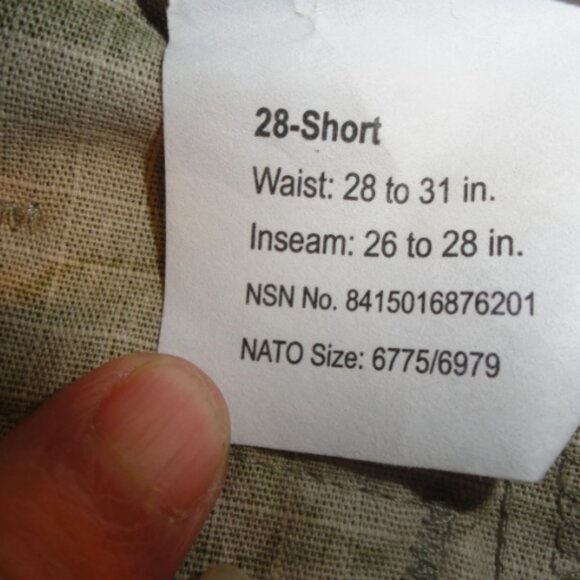 28-Short
Waist: 28 to 31 in.
Inseam: 26 to 28 in.
NSN No. 8415016876201
NATO Size: 6775/6979